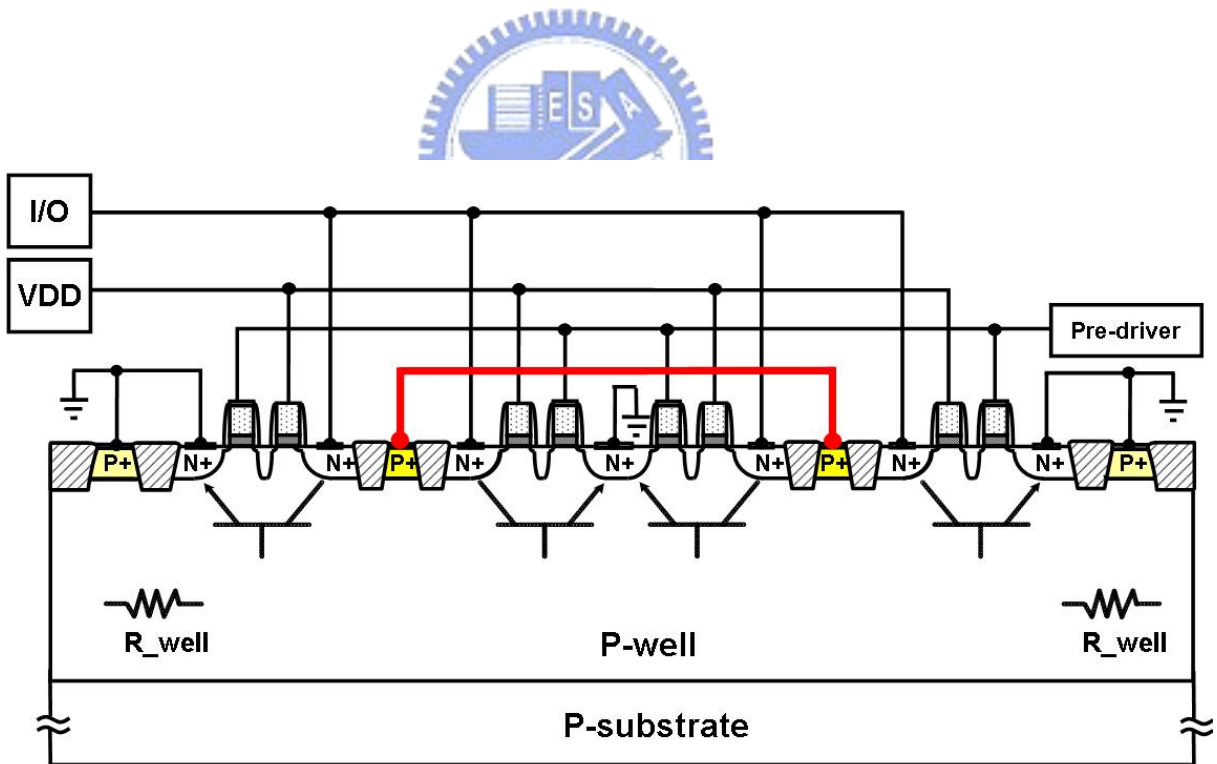 E S A
I/O
VDD
Pre-driver
P+ N+ N+ P+ N+ N+ N+ P+ N+ N+ P+
R_well P-well R_well
P-substrate